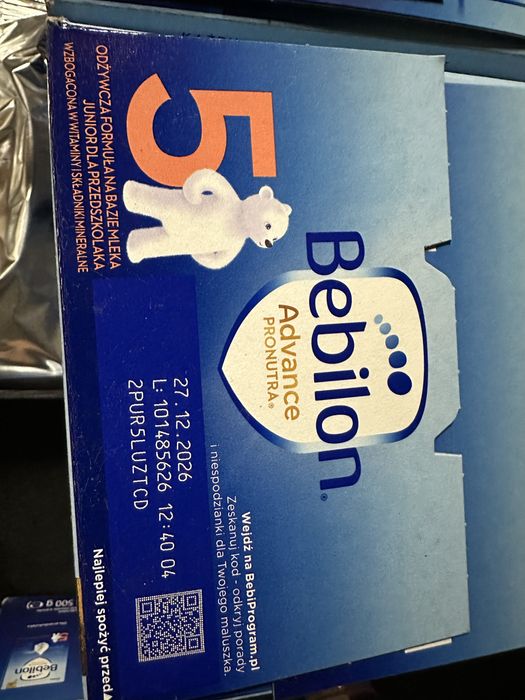 5
ODŻYWCZA FORMUŁA NA BAZIE MLEKA
JUNIOR DLA PRZEDSZKOLAKA
WZBOGACONA W WITAMINY I SKŁADNIKI MINERALNE
Bebilon®
Advance
PRONUTRA®
27.12.2026
L: 101485626 12:40 04
2PUR5LUZTCD
Wejdź na BebiProgram.pl
Zeskanuj kod - odkryj porady
i niespodzianki dla Twojego maluszka.
Najlepiej spożyć przed
Bebilon
5
500 g